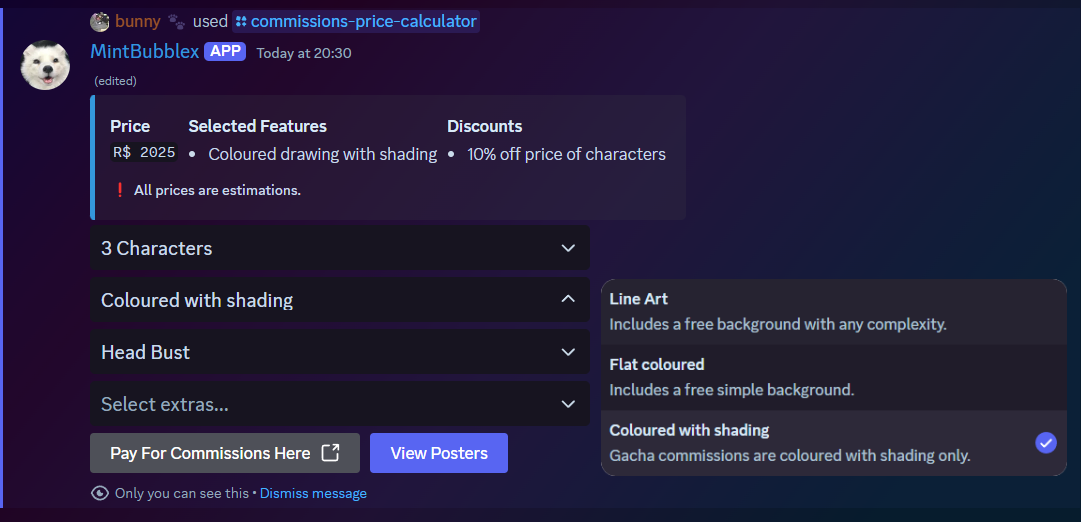 bunny 🐾 used commissions-price-calculator
MintBubblex APP Today at 20:30
(edited)
Price Selected Features Discounts
R$ 2025 • Coloured drawing with shading • 10% off price of characters
❗ All prices are estimations.
3 Characters
Coloured with shading
Head Bust
Select extras...
Line Art
Includes a free background with any complexity.
Flat coloured
Includes a free simple background.
Coloured with shading
Gacha commissions are coloured with shading only.
Pay For Commissions Here View Posters
Only you can see this • Dismiss message